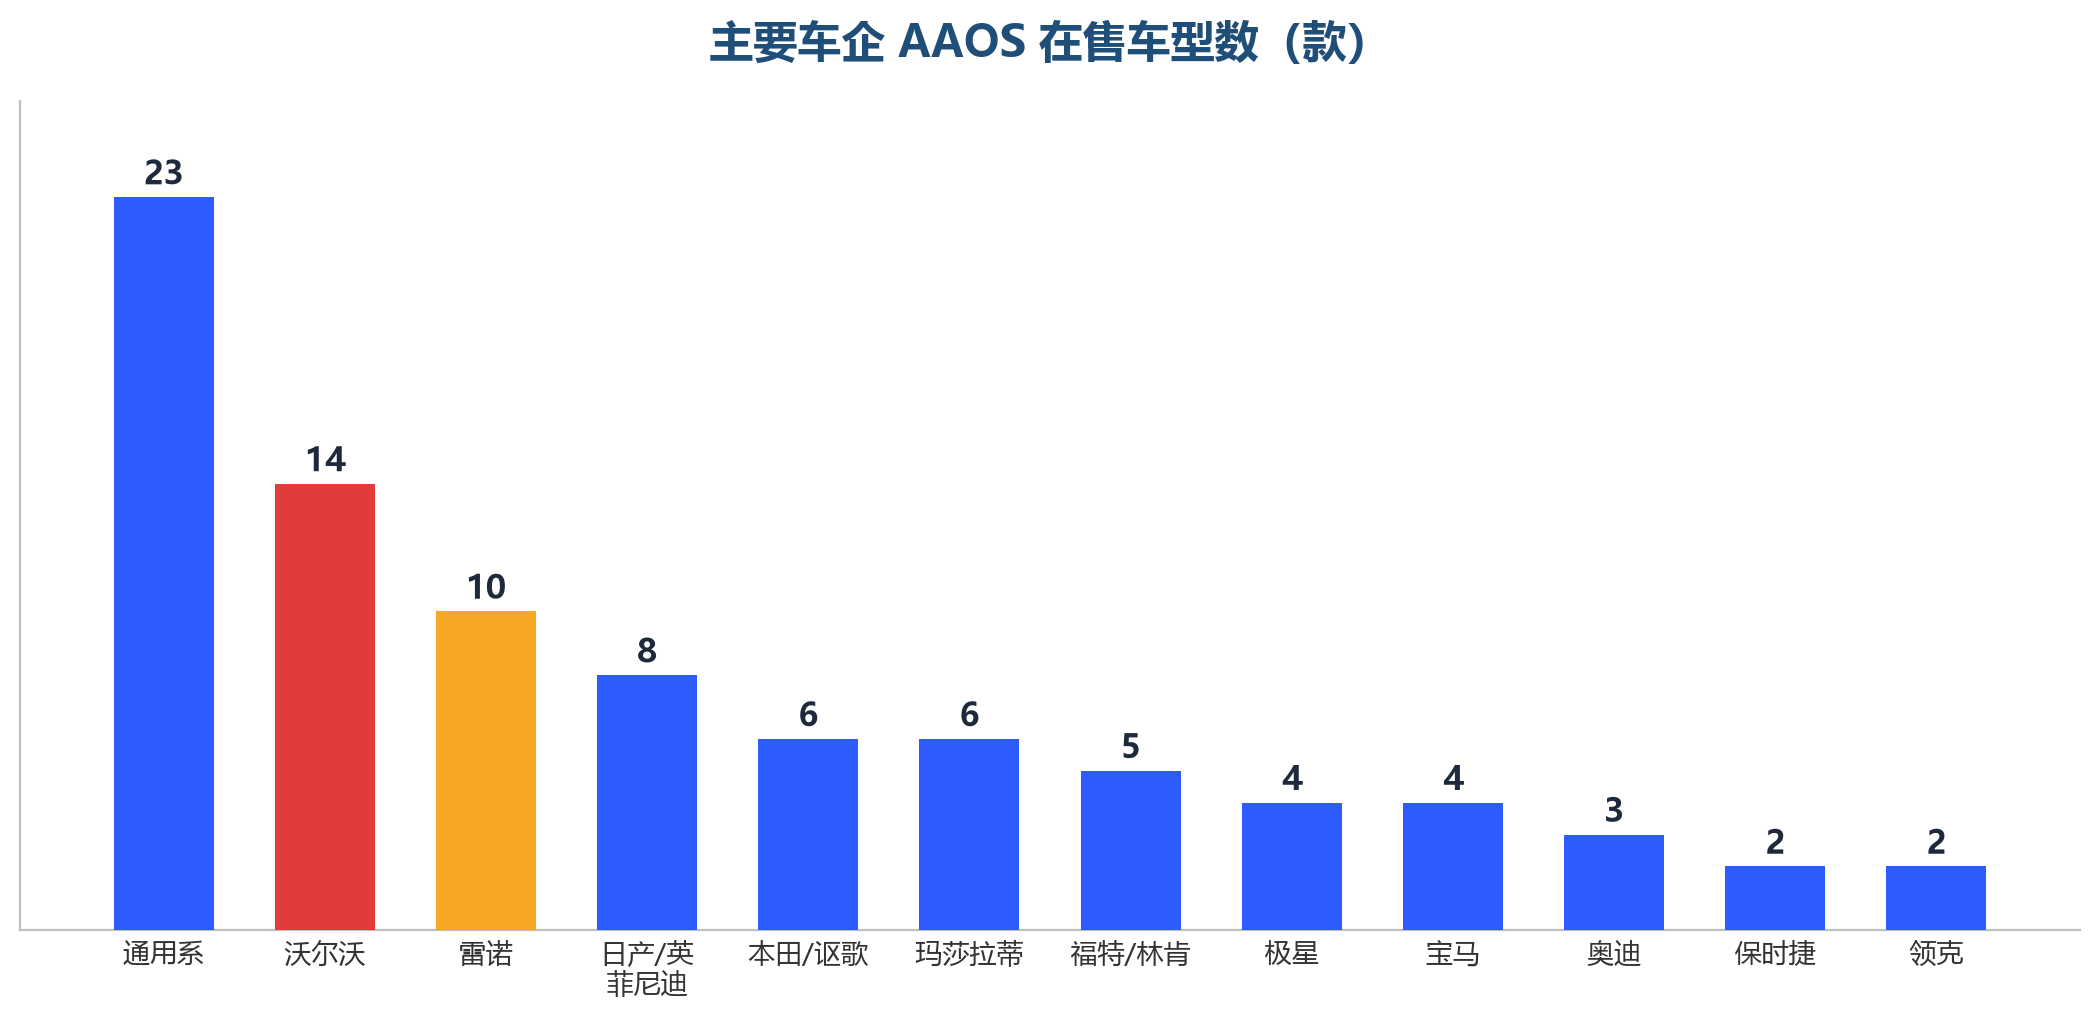 主要车企 AAOS 在售车型数（款）
23
14
10
8
6
6
5
4
4
3
2
2
通用系
沃尔沃
雷诺
日产/英
菲尼迪
本田/讴歌
玛莎拉蒂
福特/林肯
极星
宝马
奥迪
保时捷
领克